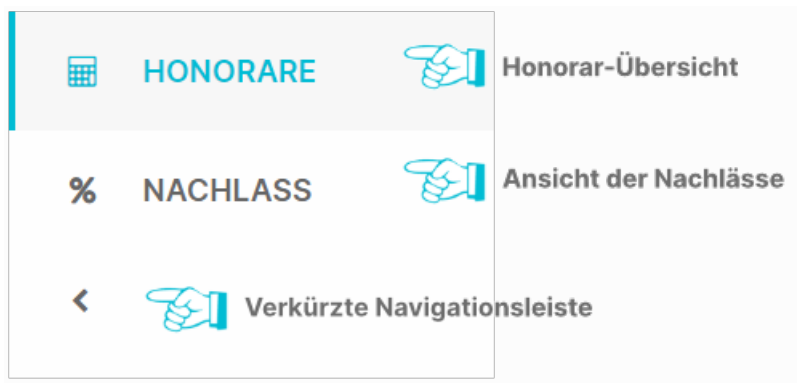 HONORARE Honorar-Übersicht
% NACHLASS Ansicht der Nachlässe
Verkürzte Navigationsleiste